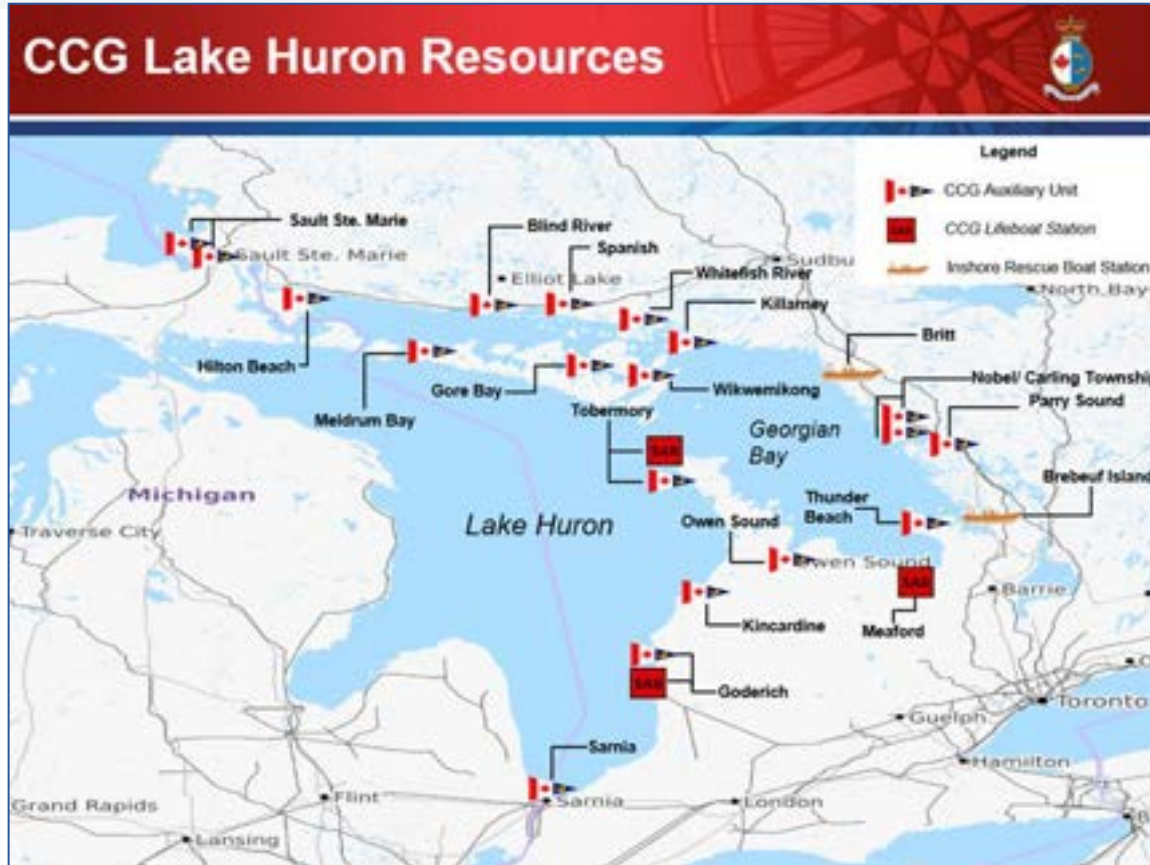 CCG Lake Huron Resources
Legend
CCG Auxiliary Unit
CCG Lifeboat Station
Inshore Rescue Boat Station
SAR
Sault Ste. Marie
Sault Ste. Marie
Blind River
Spanish
Elliot Lake
Whitefish River
Sudbu
North Bay
Killarney
Britt
Hilton Beach
Meldrum Bay
Gore Bay
Wikwemikong
Nobel/ Carling Township
Parry Sound
Tobermory
SAR
Georgian
Bay
Brebeuf Island
Michigan
Thunder
Beach
Traverse City
Lake Huron
Owen Sound
Owen Sound
SAR
Barrie
Kincardine
Meaford
SAR
Goderich
Toronto
Guelph
Sarnia
Hamilton
Sarnia
London
Flint
Grand Rapids
Lansing
B